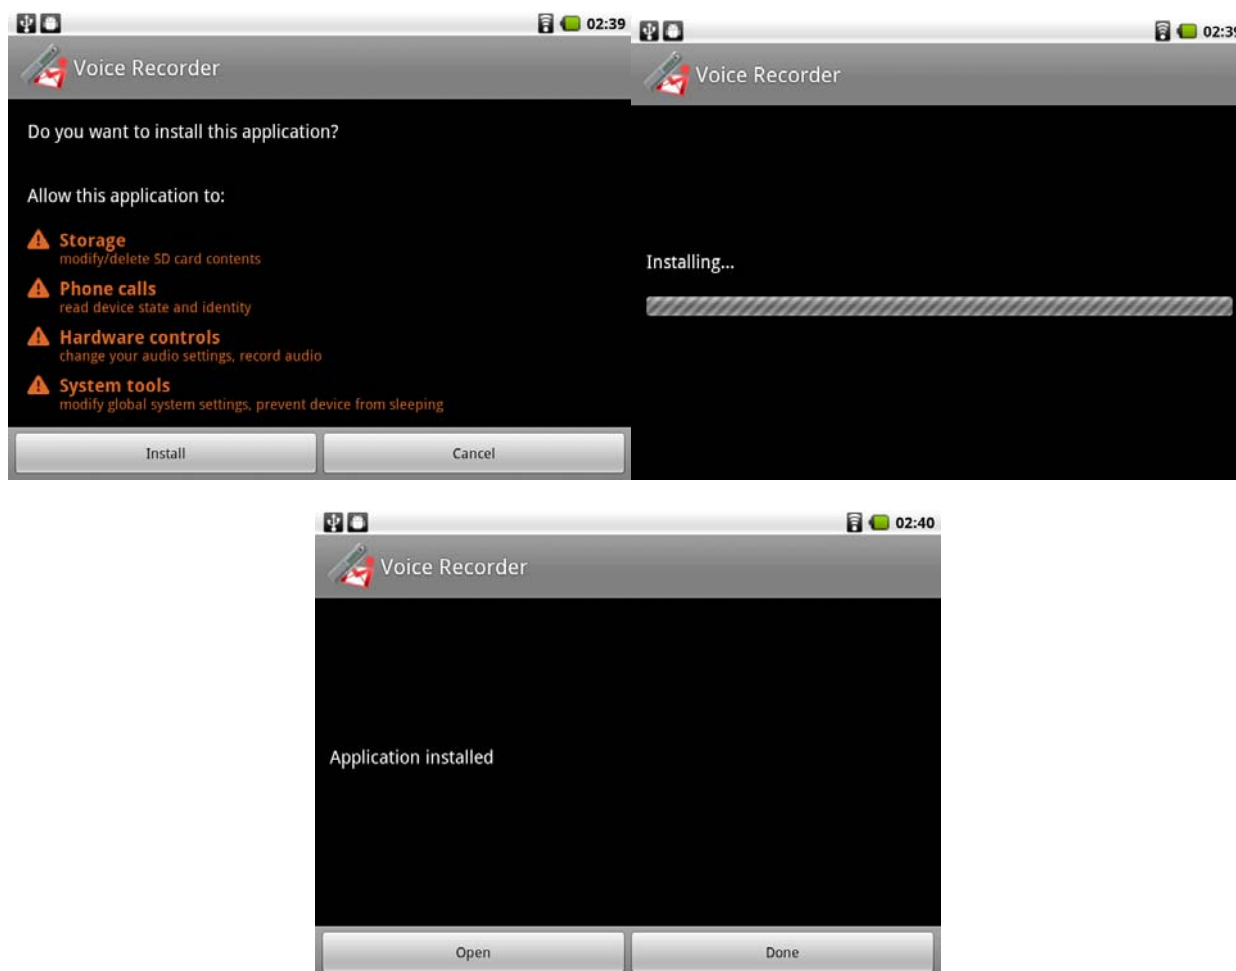 02:39
Voice Recorder
Do you want to install this application?
Allow this application to:
Storage
modify/delete SD card contents
Phone calls
read device state and identity
Hardware controls
change your audio settings, record audio
System tools
modify global system settings, prevent device from sleeping
Install Cancel
02:39
Voice Recorder
Installing...
02:40
Voice Recorder
Application installed
Open Done